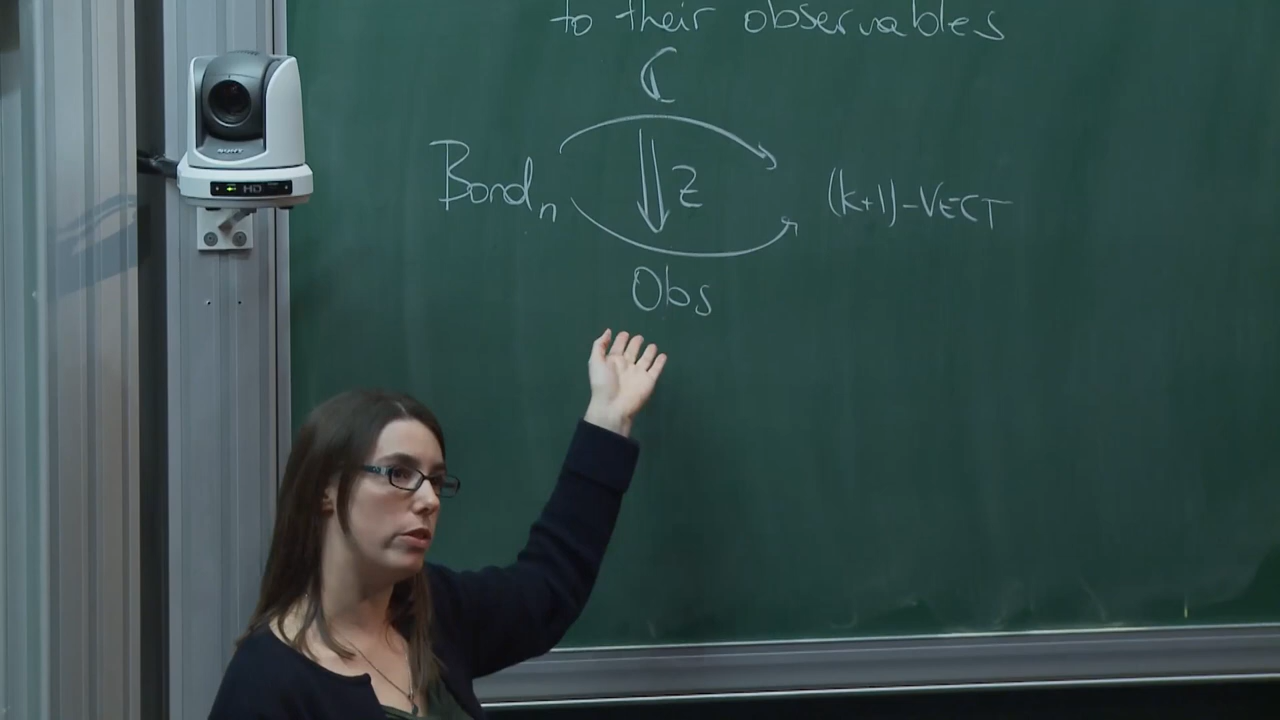 to their observables
ℂ
Bord_n
Z
(k+1)-VECT
Obs
SONY
HD